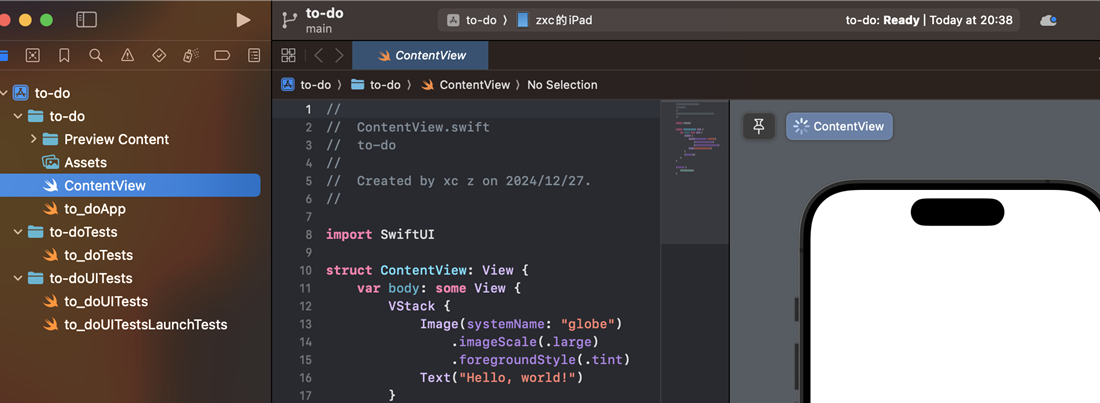 to-do
main
to-do 〉 zxc的iPad
to-do: Ready | Today at 20:38
ContentView
to-do 〉 to-do 〉 ContentView 〉 No Selection
to-do
to-do
Preview Content
Assets
ContentView
to_doApp
to-doTests
to_doTests
to-doUITests
to_doUITests
to_doUITestsLaunchTests
1 //
2 //  ContentView.swift
3 //  to-do
4 //
5 //  Created by xc z on 2024/12/27.
6 //
7
8 import SwiftUI
9
10 struct ContentView: View {
11     var body: some View {
12         VStack {
13             Image(systemName: "globe")
14                 .imageScale(.large)
15                 .foregroundStyle(.tint)
16             Text("Hello, world!")
17         }
ContentView